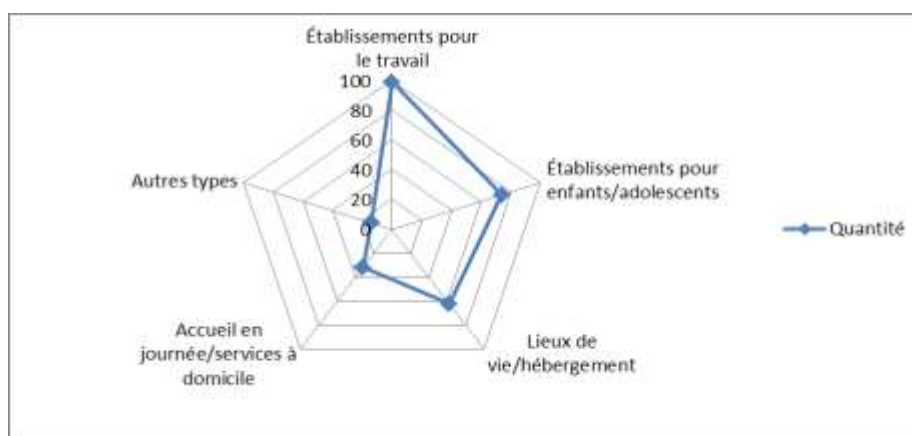 Établissements pour
le travail
100
80
60
40
20
0
Établissements pour
enfants/adolescents
Lieux de
vie/hébergement
Accueil en
journée/services à
domicile
Autres types
Quantité